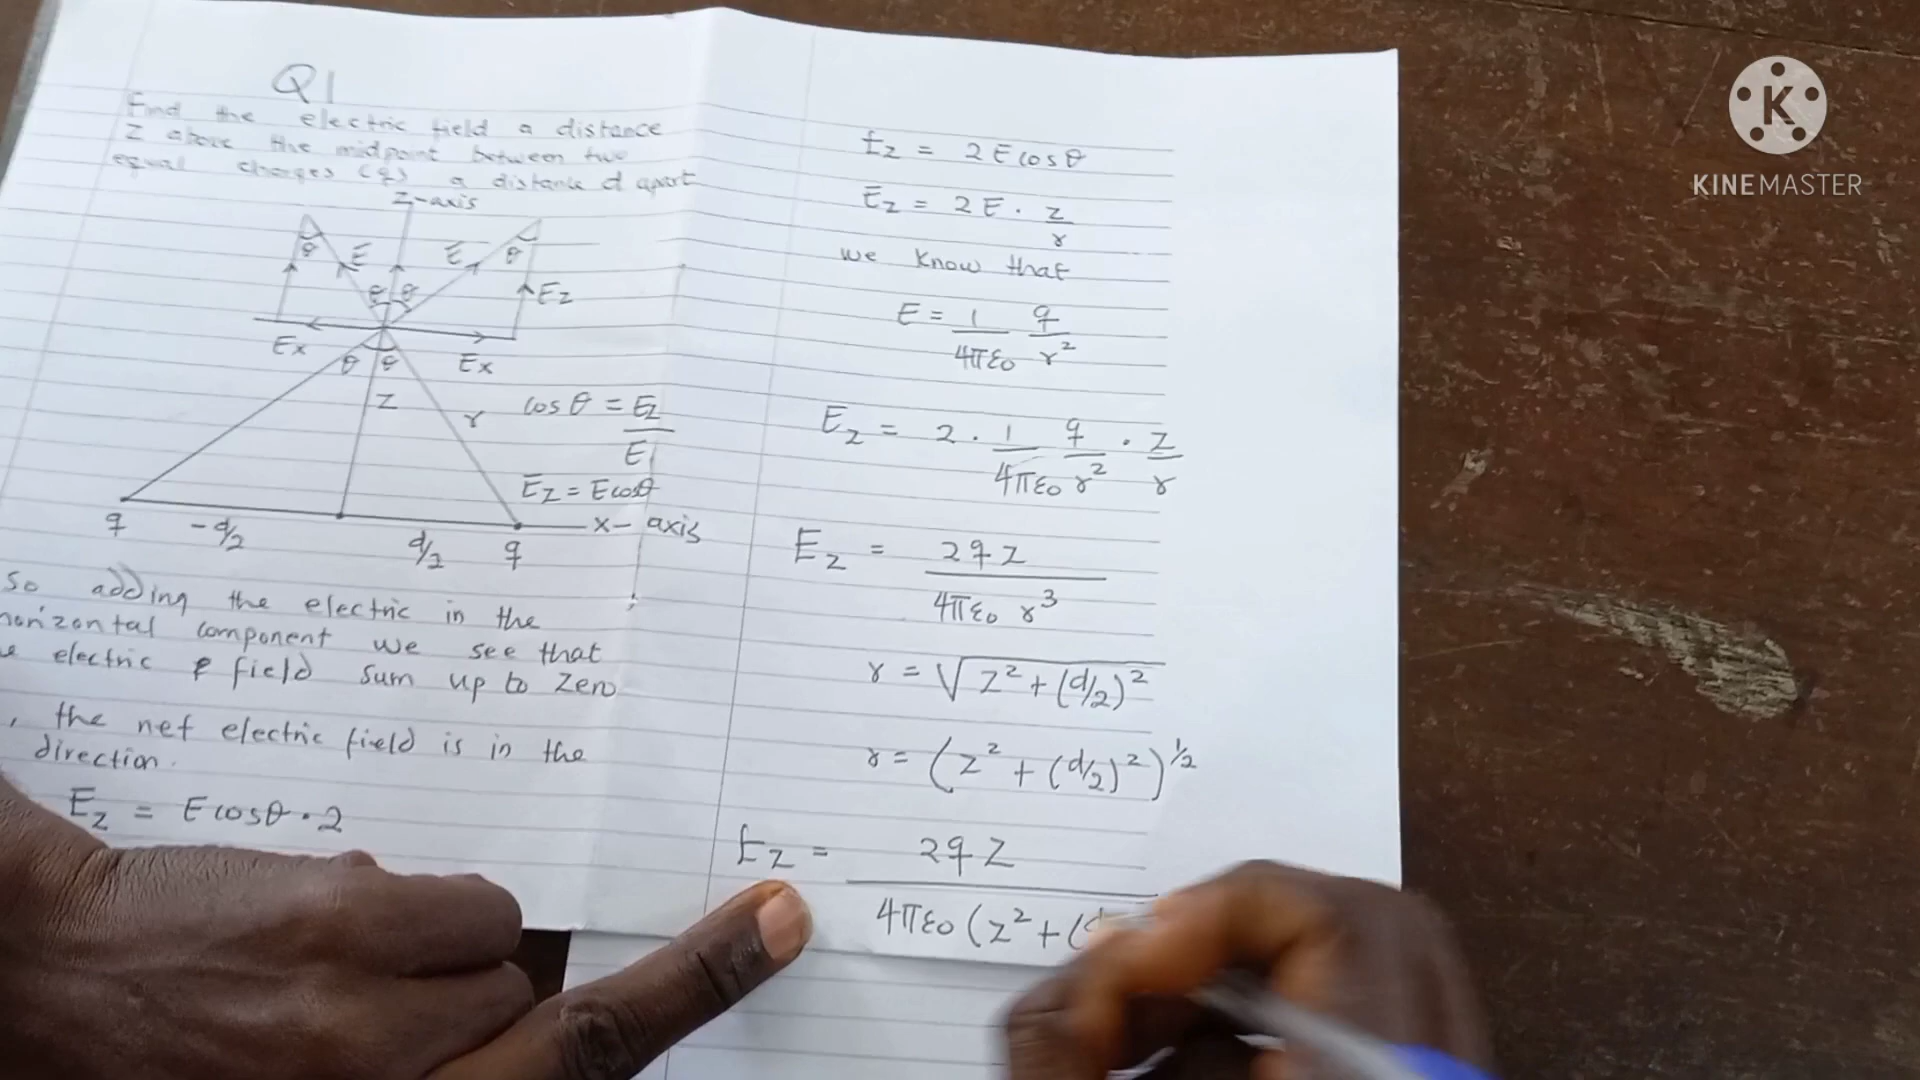 Q1
Find the electric field a distance
Z above the midpoint between two
equal charges (q) a distance d apart
Z-axis
θ E E θ
θ θ
Ez
Ex Ex
θ θ
Z
r
cos θ = Ez
E
Ez = E cosθ
q -d/2 d/2 q x-axis
So adding the electric in the
horizontal component we see that
electric field sum up to zero
, the net electric field is in the
direction.
Ez = E cosθ · 2
Ez = 2 E cos θ
Ez = 2E · z/r
we know that
E = 1/4πε0 q/r²
Ez = 2 · 1/4πε0 q/r² · z/r
Ez = 2qz/4πε0 r³
r = √z² + (d/2)²
r = (z² + (d/2)²)^1/2
Ez = 2qz
4πε0 (z² + (
K
KINEMASTER